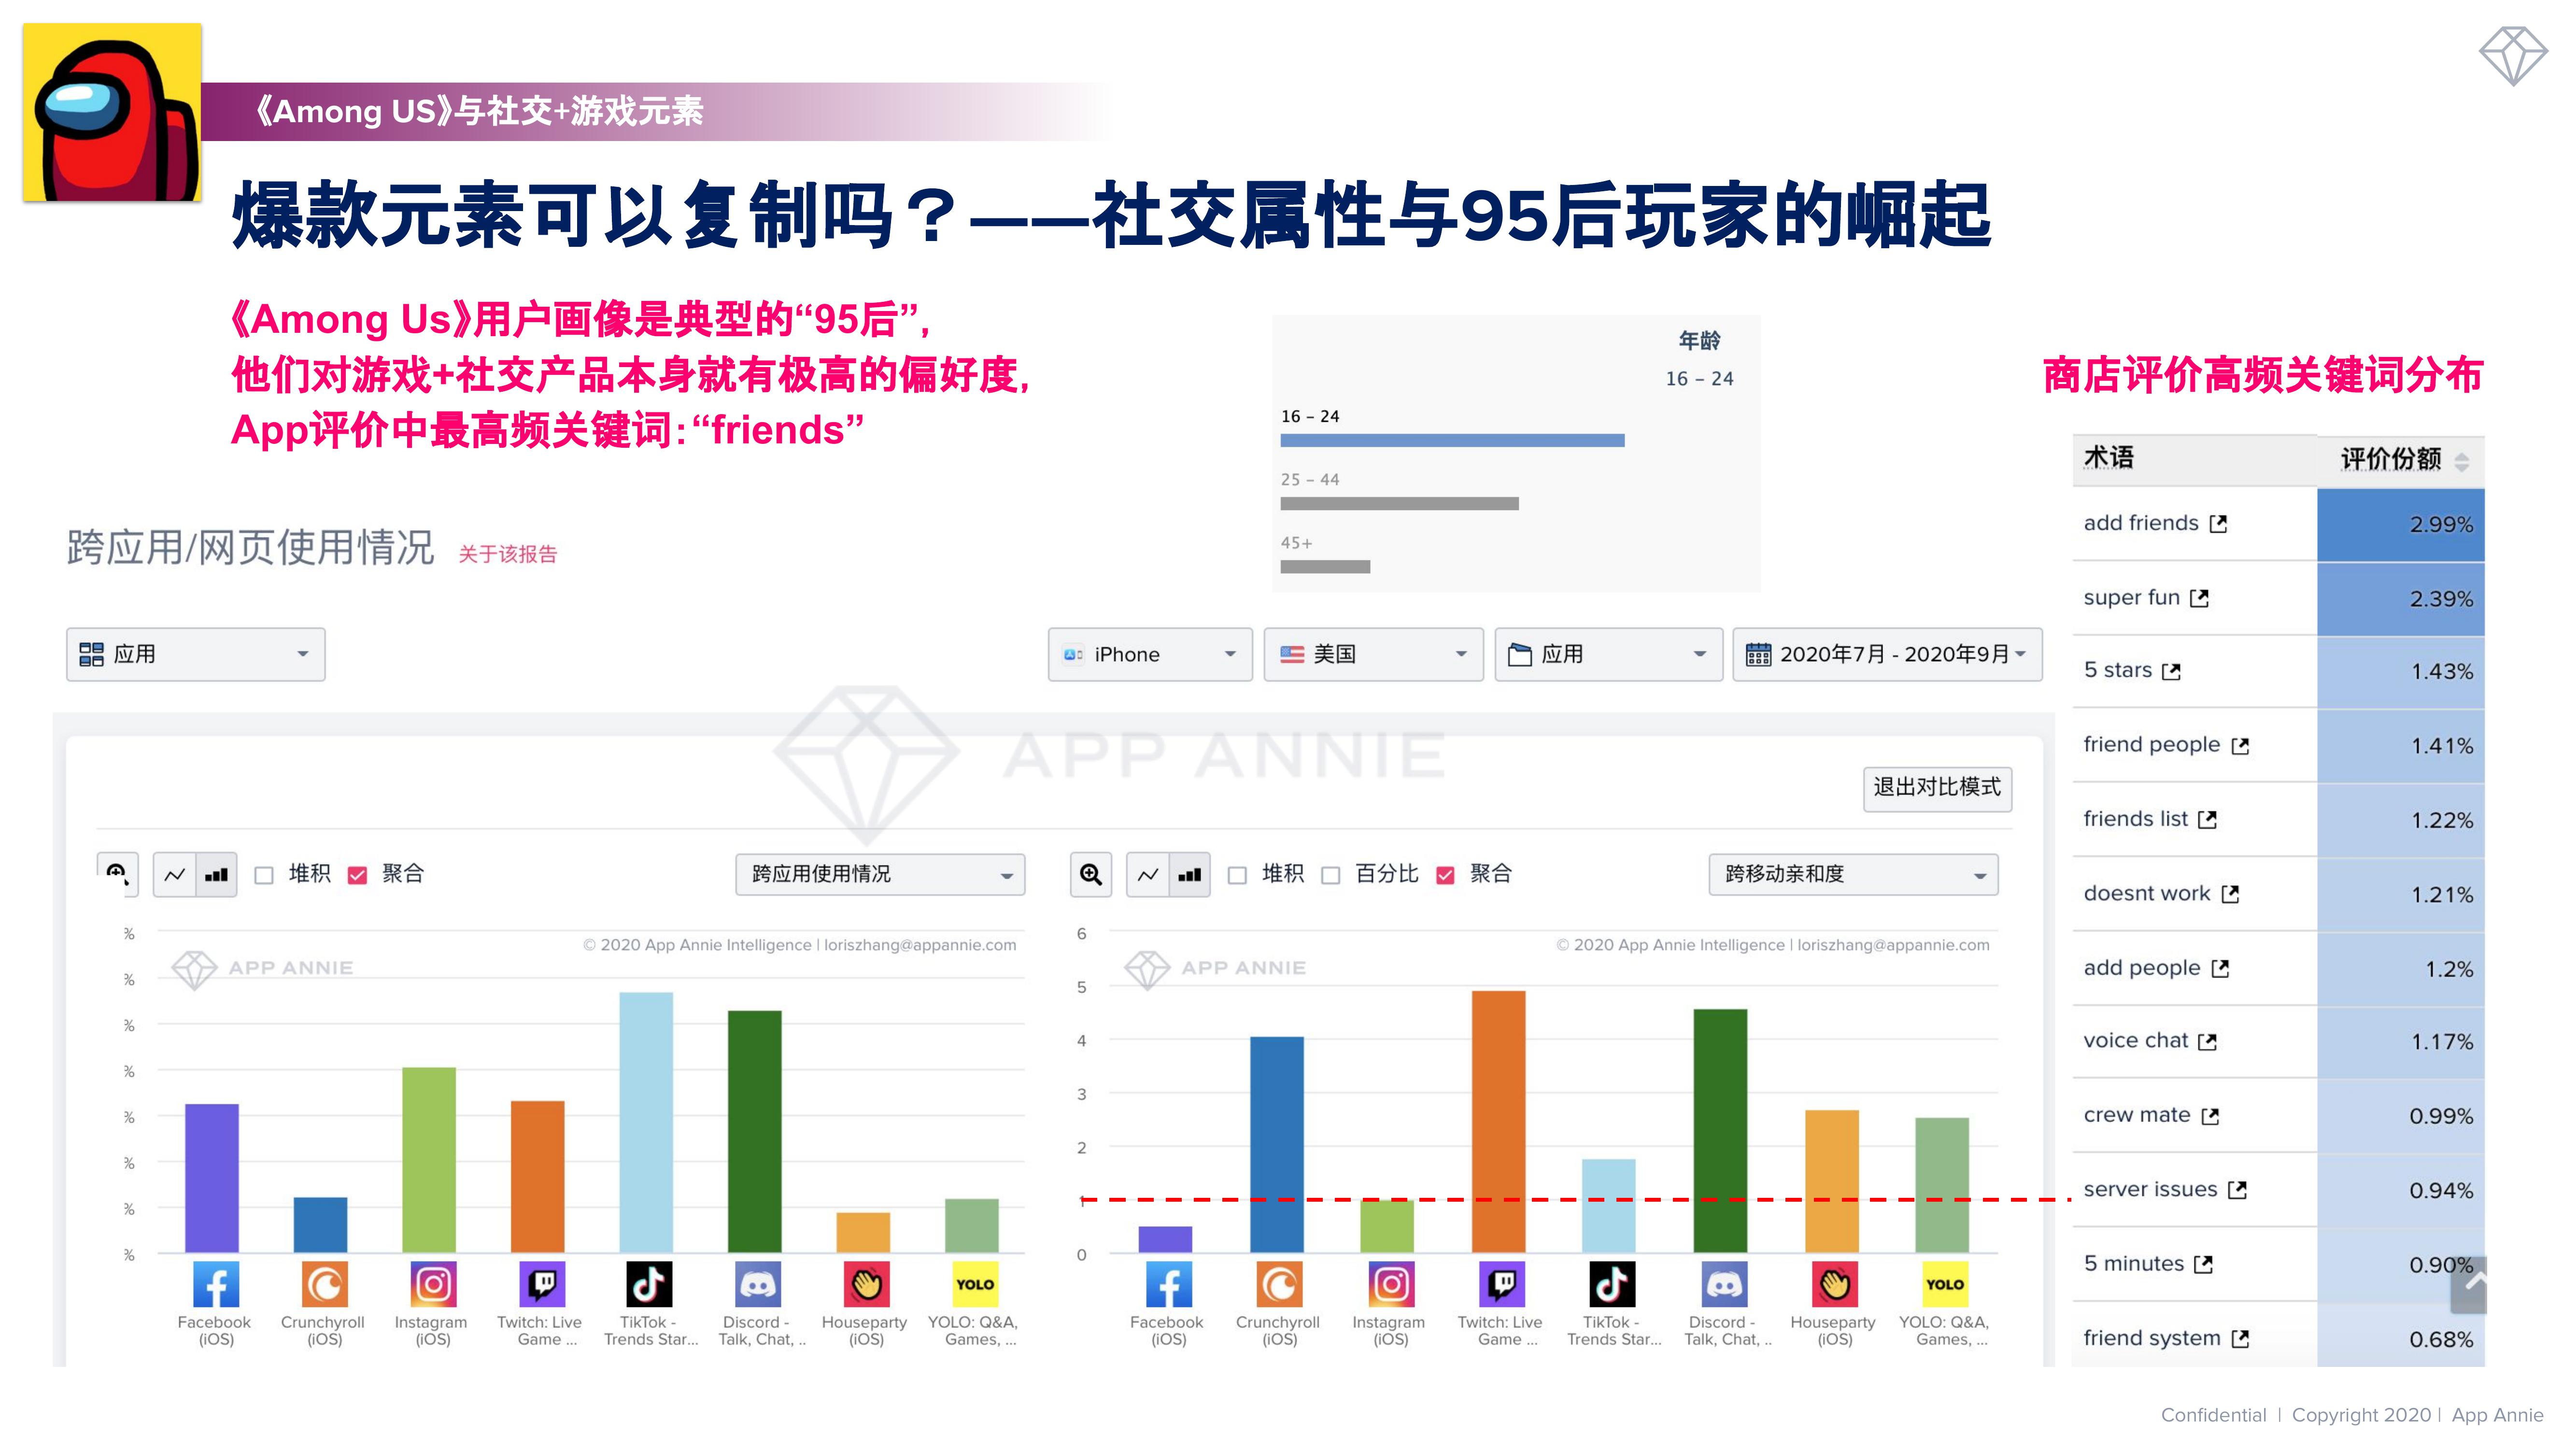 《Among US》与社交+游戏元素
爆款元素可以复制吗？——社交属性与95后玩家的崛起
《Among Us》用户画像是典型的“95后”，
他们对游戏+社交产品本身就有极高的偏好度，
App评价中最高频关键词：“friends”
年龄
16 – 24
16 – 24
25 – 44
45+
商店评价高频关键词分布
术语 评价份额
add friends 2.99%
super fun 2.39%
5 stars 1.43%
friend people 1.41%
friends list 1.22%
doesnt work 1.21%
add people 1.2%
voice chat 1.17%
crew mate 0.99%
server issues 0.94%
5 minutes 0.90%
friend system 0.68%
跨应用/网页使用情况 关于该报告
应用 iPhone 美国 应用 2020年7月 - 2020年9月
APP ANNIE
退出对比模式
堆积 聚合 跨应用使用情况
© 2020 App Annie Intelligence | loriszhang@appannie.com
APP ANNIE
%
%
%
%
%
%
%
%
YOLO
Facebook (iOS)
Crunchyroll (iOS)
Instagram (iOS)
Twitch: Live Game ...
TikTok - Trends Star...
Discord - Talk, Chat, ..
Houseparty (iOS)
YOLO: Q&A, Games, ...
堆积 百分比 聚合 跨移动亲和度
© 2020 App Annie Intelligence | loriszhang@appannie.com
APP ANNIE
6
5
4
3
2
1
0
YOLO
Facebook (iOS)
Crunchyroll (iOS)
Instagram (iOS)
Twitch: Live Game ...
TikTok - Trends Star...
Discord - Talk, Chat, ..
Houseparty (iOS)
YOLO: Q&A, Games, ...
Confidential | Copyright 2020 | App Annie